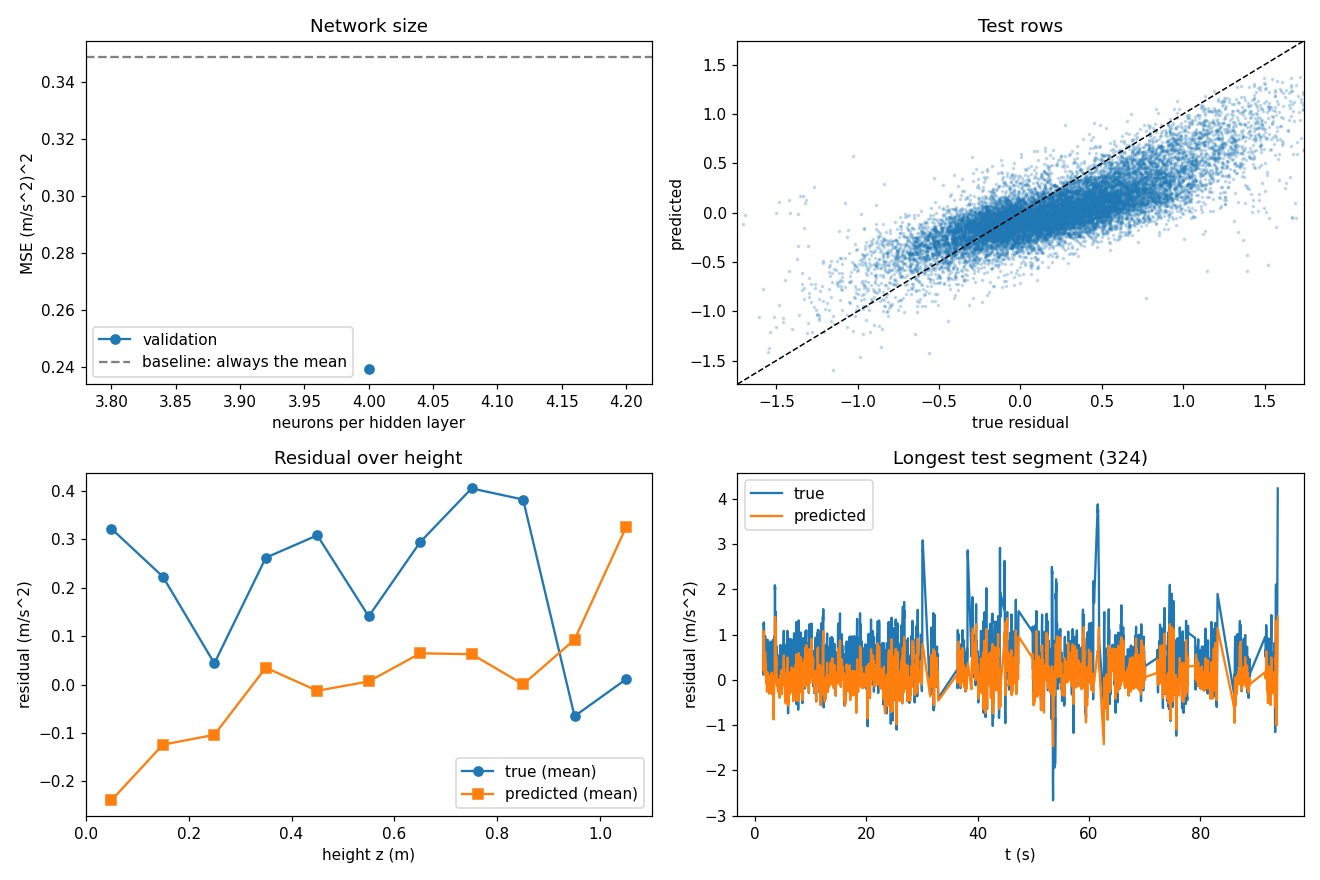 Network size
MSE (m/s^2)^2
0.34
0.32
0.30
0.28
0.26
0.24
validation
baseline: always the mean
3.80 3.85 3.90 3.95 4.00 4.05 4.10 4.15 4.20
neurons per hidden layer
Test rows
predicted
1.5
1.0
0.5
0.0
−0.5
−1.0
−1.5
−1.5 −1.0 −0.5 0.0 0.5 1.0 1.5
true residual
Residual over height
residual (m/s^2)
0.4
0.3
0.2
0.1
0.0
−0.1
−0.2
true (mean)
predicted (mean)
0.0 0.2 0.4 0.6 0.8 1.0
height z (m)
Longest test segment (324)
residual (m/s^2)
true
predicted
4
3
2
1
0
−1
−2
−3
0 20 40 60 80
t (s)